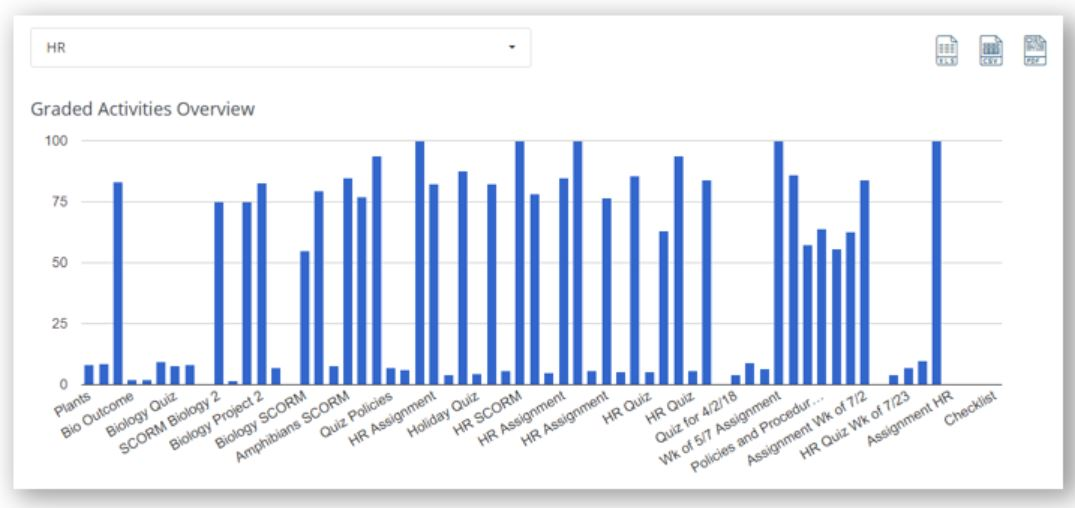 HR
XLS
CSV
PDF
Graded Activities Overview
100
75
50
25
0
Plants
Bio Outcome
Biology Quiz
SCORM Biology 2
Biology Project 2
Biology SCORM
Amphibians SCORM
Quiz Policies
HR Assignment
Holiday Quiz
HR SCORM
HR Assignment
HR Assignment
HR Quiz
HR Quiz
Quiz for 4/2/18
Wk of 5/7 Assignment
Policies and Procedur...
Assignment Wk of 7/2
HR Quiz Wk of 7/23
Assignment HR
Checklist